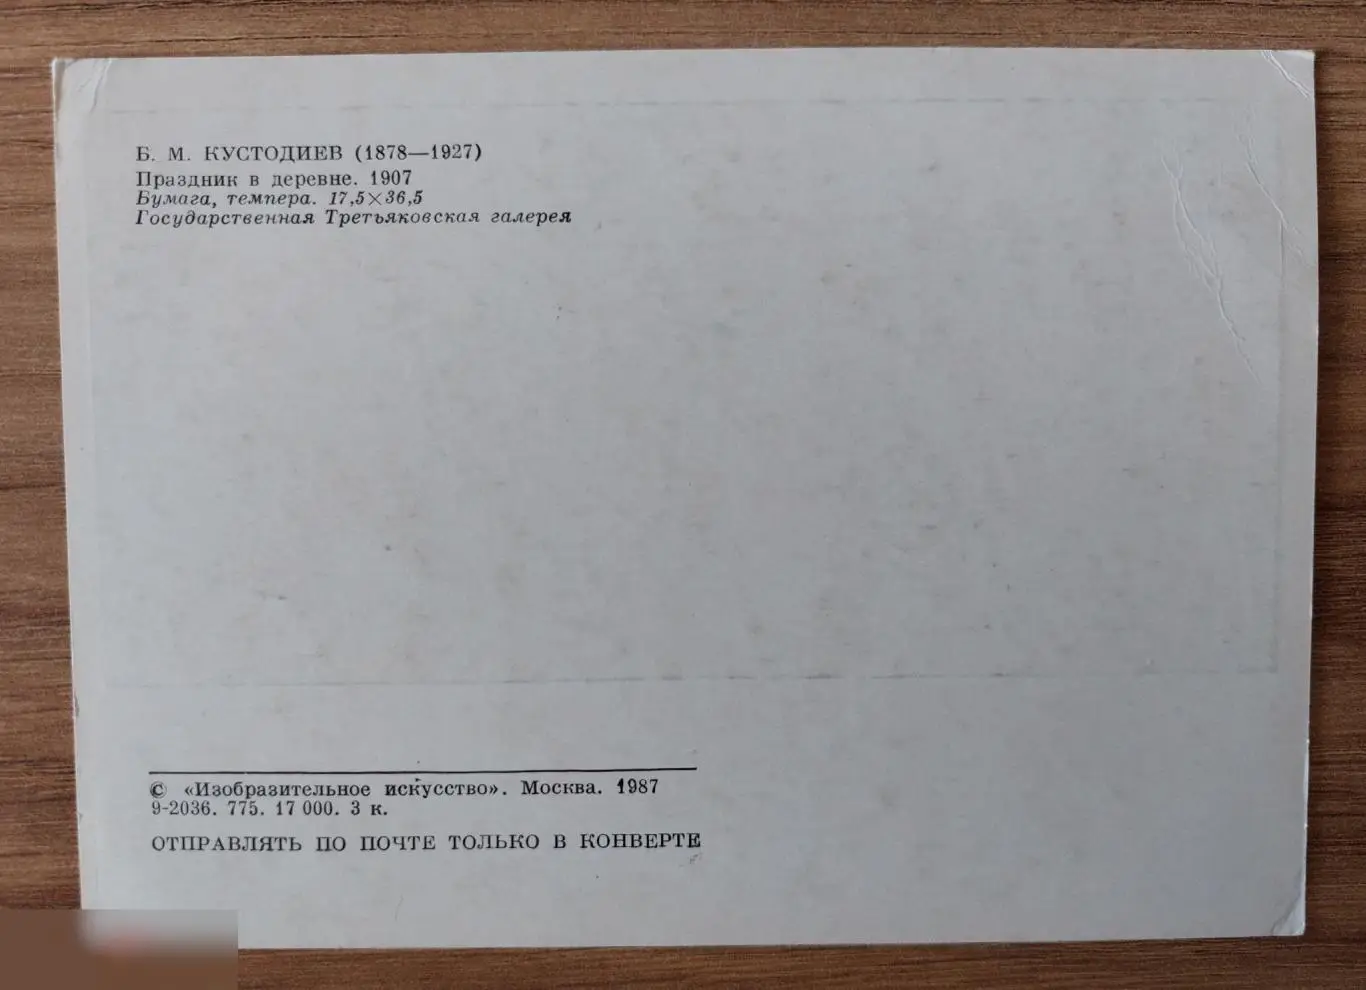 Б. М. КУСТОДИЕВ (1878—1927)
Праздник в деревне. 1907
Бумага, темпера. 17,5×36,5
Государственная Третьяковская галерея
© «Изобразительное искусство». Москва. 1987
9-2036. 775. 17 000. 3 к.
ОТПРАВЛЯТЬ ПО ПОЧТЕ ТОЛЬКО В КОНВЕРТЕ